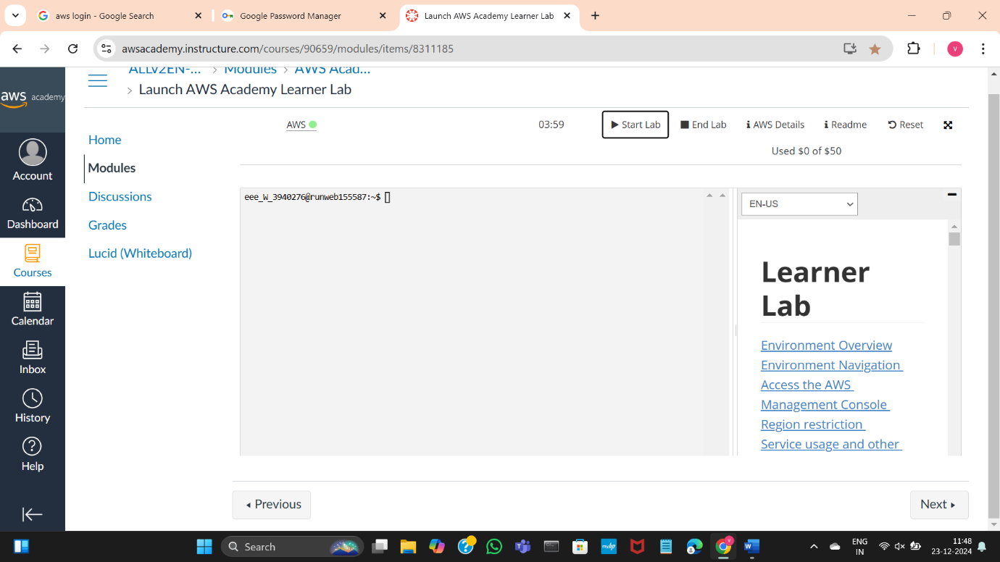 aws login - Google Search
Google Password Manager
Launch AWS Academy Learner Lab
awsacademy.instructure.com/courses/90659/modules/items/8311185
V
ALLv2EN-... > Modules > AWS Acad...
> Launch AWS Academy Learner Lab
aws academy
Account
Dashboard
Courses
Calendar
Inbox
History
Help
Home
Modules
Discussions
Grades
Lucid (Whiteboard)
AWS
03:59
Start Lab
End Lab
AWS Details
Readme
Reset
Used $0 of $50
eee_W_3940276@runweb155587:~$
EN-US
Learner
Lab
Environment Overview
Environment Navigation
Access the AWS
Management Console
Region restriction
Service usage and other
Previous
Next
Search
myhp
ENG
IN
11:48
23-12-2024